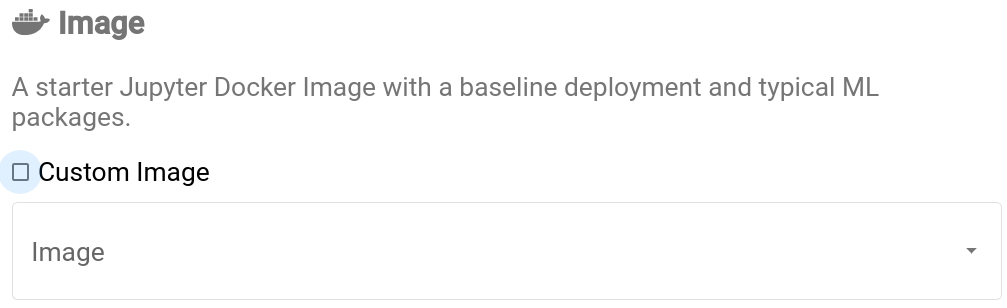 Image
A starter Jupyter Docker Image with a baseline deployment and typical ML
packages.
Custom Image
Image